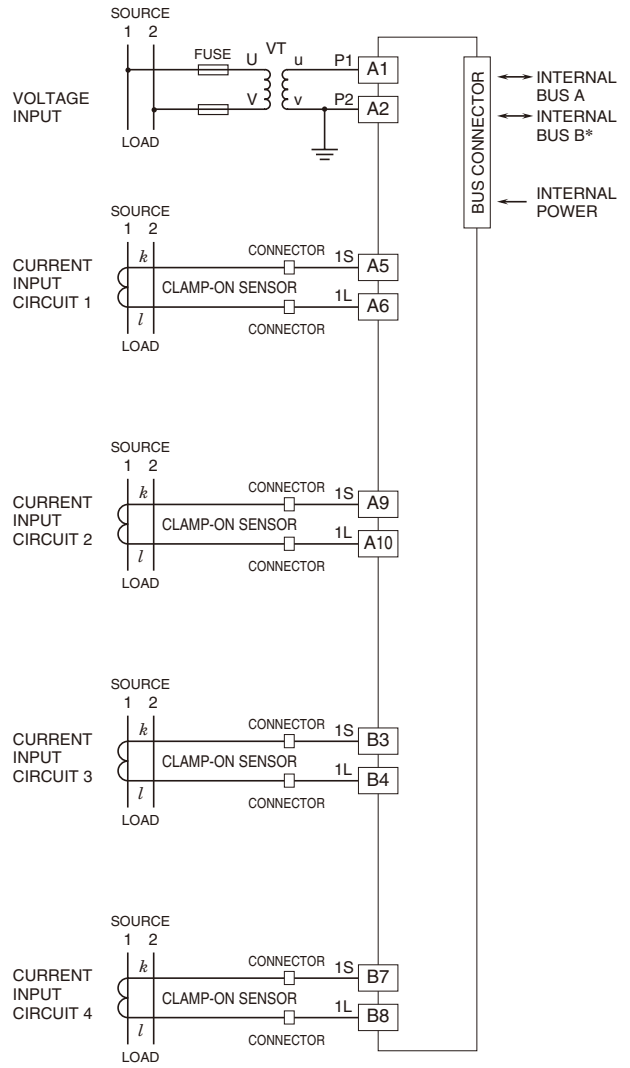 SOURCE
1 2
FUSE
VT
U u P1 A1
V v P2 A2
VOLTAGE
INPUT
LOAD
BUS CONNECTOR
INTERNAL
BUS A
INTERNAL
BUS B*
INTERNAL
POWER
SOURCE
1 2
k
CONNECTOR 1S A5
CURRENT
INPUT
CIRCUIT 1
CLAMP-ON SENSOR
1L A6
l
CONNECTOR
LOAD
SOURCE
1 2
k
CONNECTOR 1S A9
CURRENT
INPUT
CIRCUIT 2
CLAMP-ON SENSOR
1L A10
l
CONNECTOR
LOAD
SOURCE
1 2
k
CONNECTOR 1S B3
CURRENT
INPUT
CIRCUIT 3
CLAMP-ON SENSOR
1L B4
l
CONNECTOR
LOAD
SOURCE
1 2
k
CONNECTOR 1S B7
CURRENT
INPUT
CIRCUIT 4
CLAMP-ON SENSOR
1L B8
l
CONNECTOR
LOAD